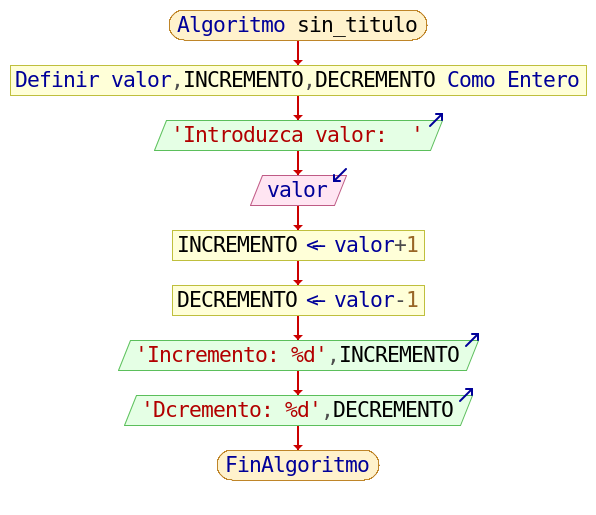 Algoritmo sin_titulo
Definir valor,INCREMENTO,DECREMENTO Como Entero
'Introduzca valor:  '
valor
INCREMENTO <- valor+1
DECREMENTO <- valor-1
'Incremento: %d',INCREMENTO
'Dcremento: %d',DECREMENTO
FinAlgoritmo